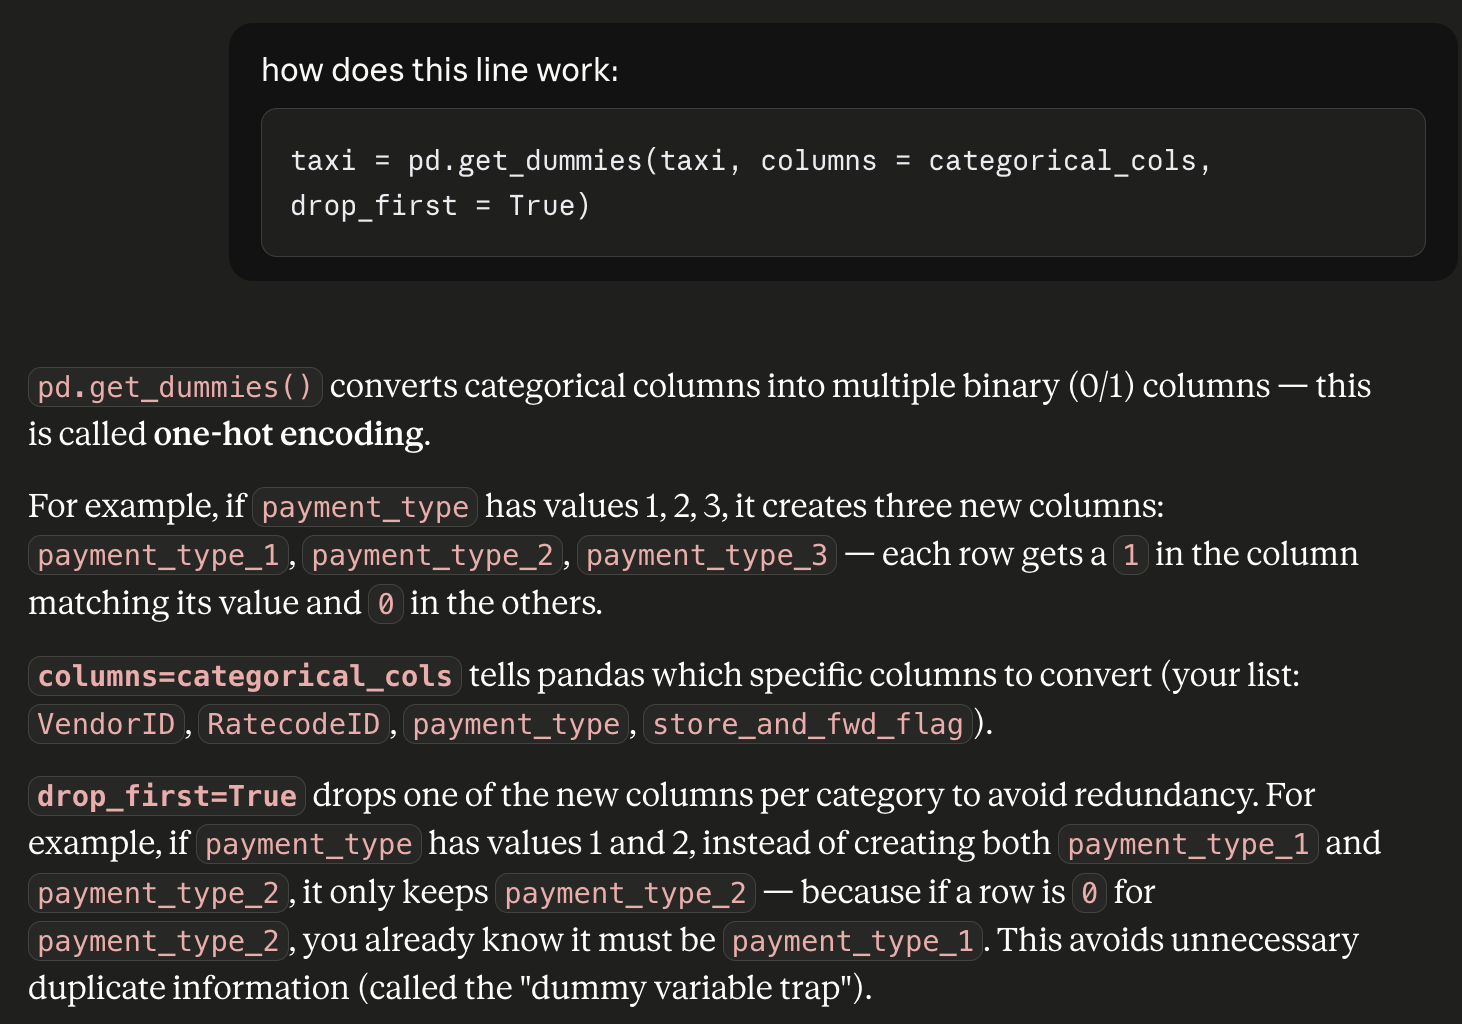 how does this line work:
taxi = pd.get_dummies(taxi, columns = categorical_cols,
drop_first = True)
pd.get_dummies() converts categorical columns into multiple binary (0/1) columns — this
is called one-hot encoding.
For example, if payment_type has values 1, 2, 3, it creates three new columns:
payment_type_1, payment_type_2, payment_type_3 — each row gets a 1 in the column
matching its value and 0 in the others.
columns=categorical_cols tells pandas which specific columns to convert (your list:
VendorID, RatecodeID, payment_type, store_and_fwd_flag).
drop_first=True drops one of the new columns per category to avoid redundancy. For
example, if payment_type has values 1 and 2, instead of creating both payment_type_1 and
payment_type_2, it only keeps payment_type_2 — because if a row is 0 for
payment_type_2, you already know it must be payment_type_1. This avoids unnecessary
duplicate information (called the "dummy variable trap").